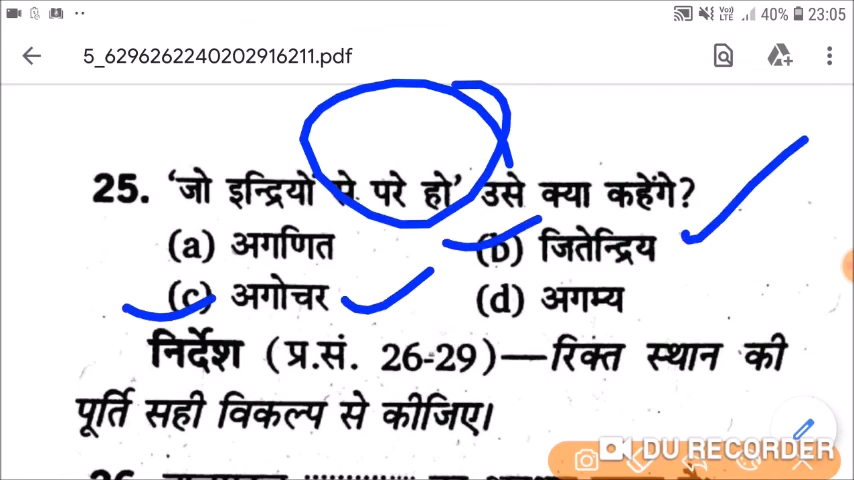 40% 23:05
5_6296262240202916211.pdf
25. ‘जो इन्द्रियों से परे हो’ उसे क्या कहेंगे?
(a) अगणित (b) जितेन्द्रिय
(c) अगोचर (d) अगम्य
निर्देश (प्र.सं. 26-29)—रिक्त स्थान की
पूर्ति सही विकल्प से कीजिए।
DU RECORDER